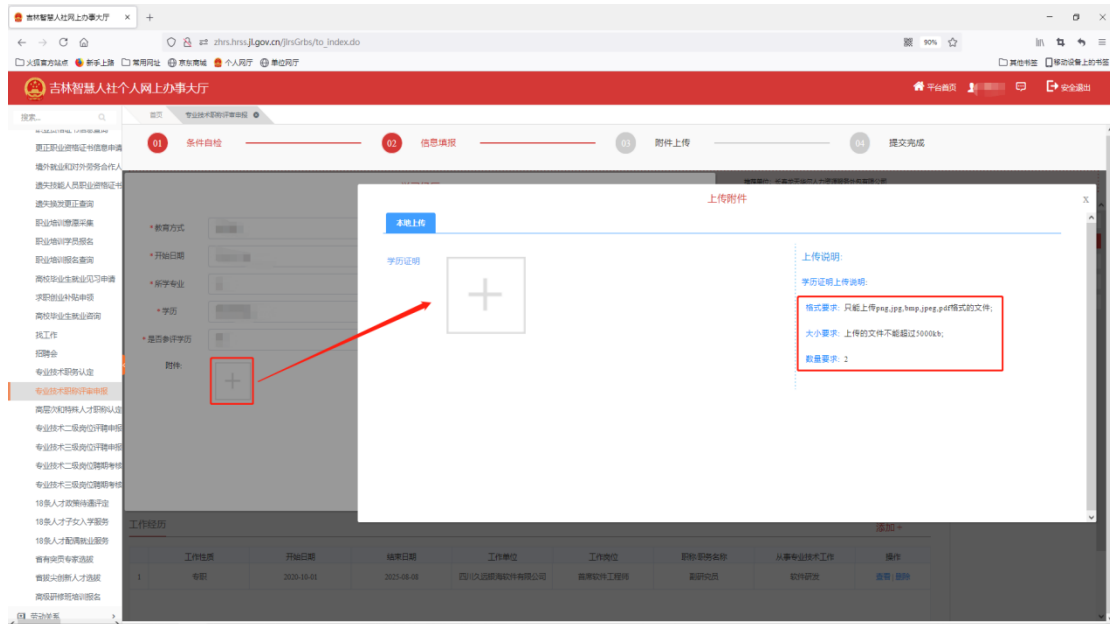 吉林智慧人社网上办事大厅
zhrs.hrss.jl.gov.cn/jlrsGrbs/to_index.do
90%
火狐官方站点
新手上路
常用网址
京东商城
个人网厅
单位网厅
其他书签
移动设备上的书签
吉林智慧人社个人网上办事大厅
平台首页
安全退出
搜索...
首页
专业技术职称评审申报
01 条件自检
02 信息填报
03 附件上传
04 提交完成
更正职业资格证书信息申请
境外就业和对外劳务合作人
遗失技能人员职业资格证书
遗失换发更正查询
职业培训意愿采集
职业培训学员报名
职业培训报名查询
高校毕业生就业见习申请
求职创业补贴申领
高校毕业生就业咨询
找工作
招聘会
专业技术职务认定
专业技术职称评审申报
高层次和特殊人才职称认定
专业技术二级岗位评聘申报
专业技术三级岗位评聘申报
专业技术二级岗位聘期考核
专业技术三级岗位聘期考核
18条人才政策待遇评定
18条人才子女入学服务
18条人才配偶就业服务
省有突贡专家选拔
省拔尖创新人才选拔
高级研修班培训报名
劳动关系
*教育方式
*开始日期
*所学专业
*学历
*是否参评学历
附件:
上传附件
X
本地上传
学历证明
上传说明:
学历证明上传说明:
格式要求: 只能上传png,jpg,bmp,jpeg,pdf格式的文件;
大小要求: 上传的文件不能超过5000kb;
数量要求: 2
工作经历
添加+
工作性质 开始日期 结束日期 工作单位 工作岗位 职称职务名称 从事专业技术工作 操作
1 专职 2020-10-01 2025-08-08 四川久远银海软件有限公司 首席软件工程师 副研究员 软件研发 查看 删除